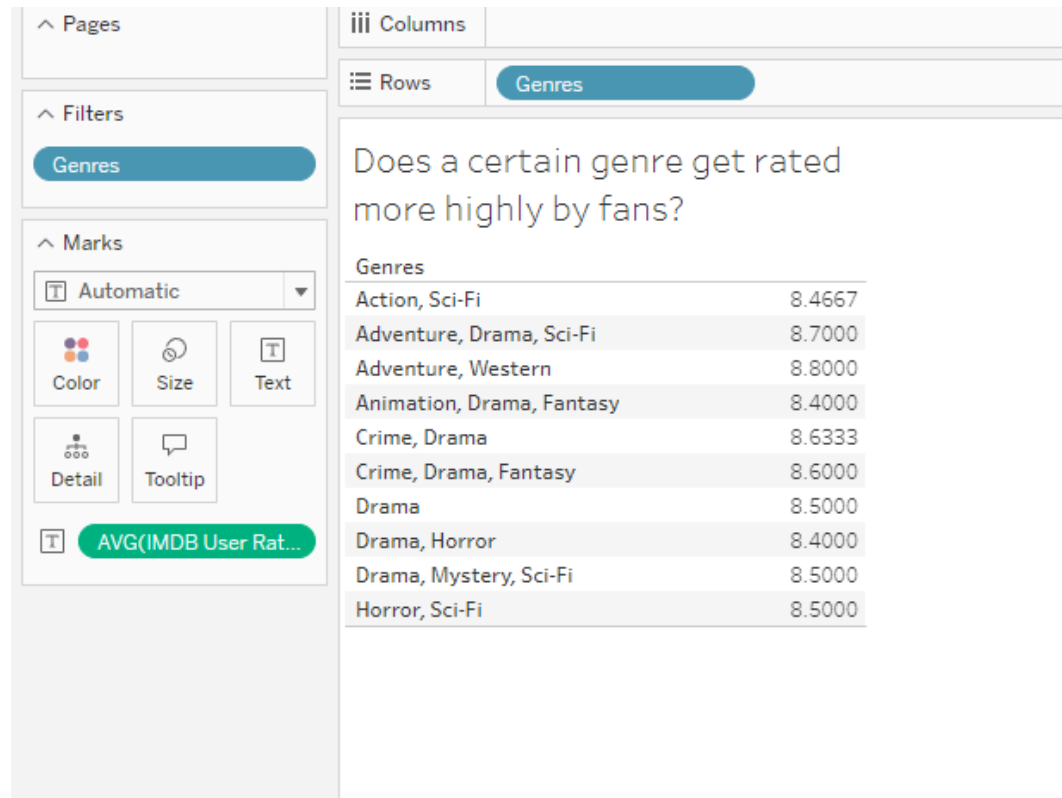 Pages
iii Columns
Rows
Genres
Filters
Genres
Does a certain genre get rated
more highly by fans?
Marks
Automatic
Color
Size
Text
Detail
Tooltip
AVG(IMDB User Rat...
Genres
Action, Sci-Fi 8.4667
Adventure, Drama, Sci-Fi 8.7000
Adventure, Western 8.8000
Animation, Drama, Fantasy 8.4000
Crime, Drama 8.6333
Crime, Drama, Fantasy 8.6000
Drama 8.5000
Drama, Horror 8.4000
Drama, Mystery, Sci-Fi 8.5000
Horror, Sci-Fi 8.5000